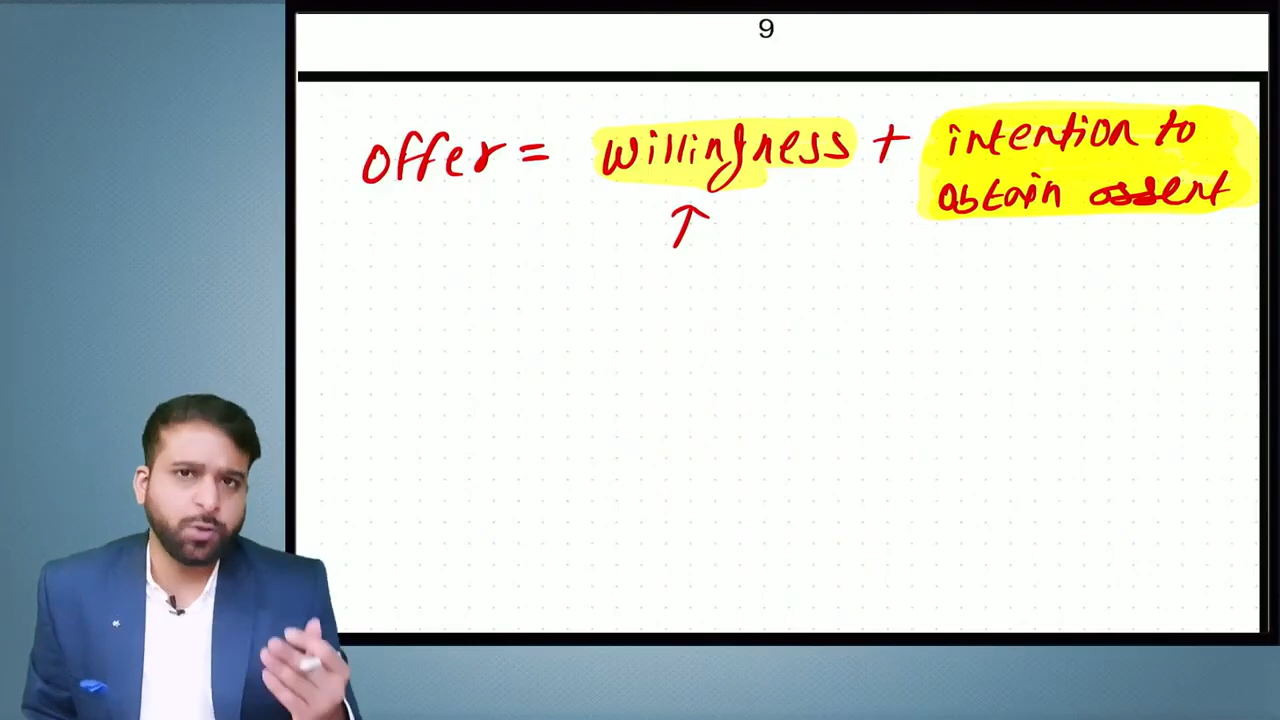 9
offer = willingness + intention to
obtain assent